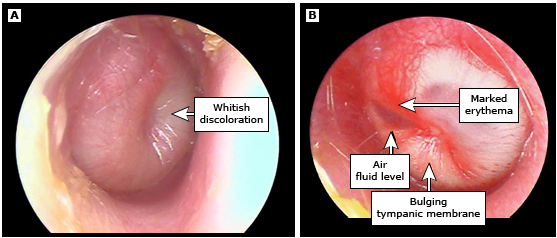 A
Whitish
discoloration
B
Marked
erythema
Air
fluid level
Bulging
tympanic membrane